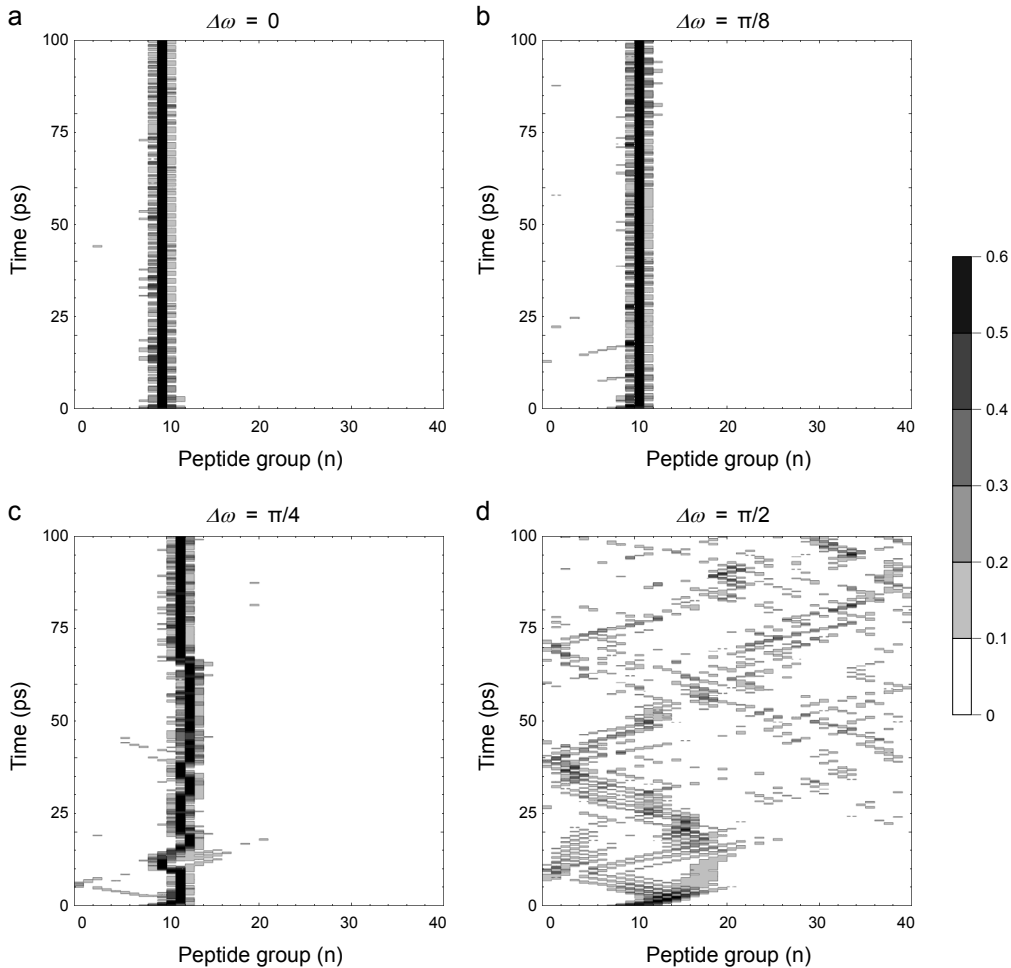 a
Δω = 0
100
75
50
25
0
Time (ps)
0 10 20 30 40
Peptide group (n)
b
Δω = π/8
100
75
50
25
0
Time (ps)
0 10 20 30 40
Peptide group (n)
c
Δω = π/4
100
75
50
25
0
Time (ps)
0 10 20 30 40
Peptide group (n)
d
Δω = π/2
100
75
50
25
0
Time (ps)
0 10 20 30 40
Peptide group (n)
0.6
0.5
0.4
0.3
0.2
0.1
0